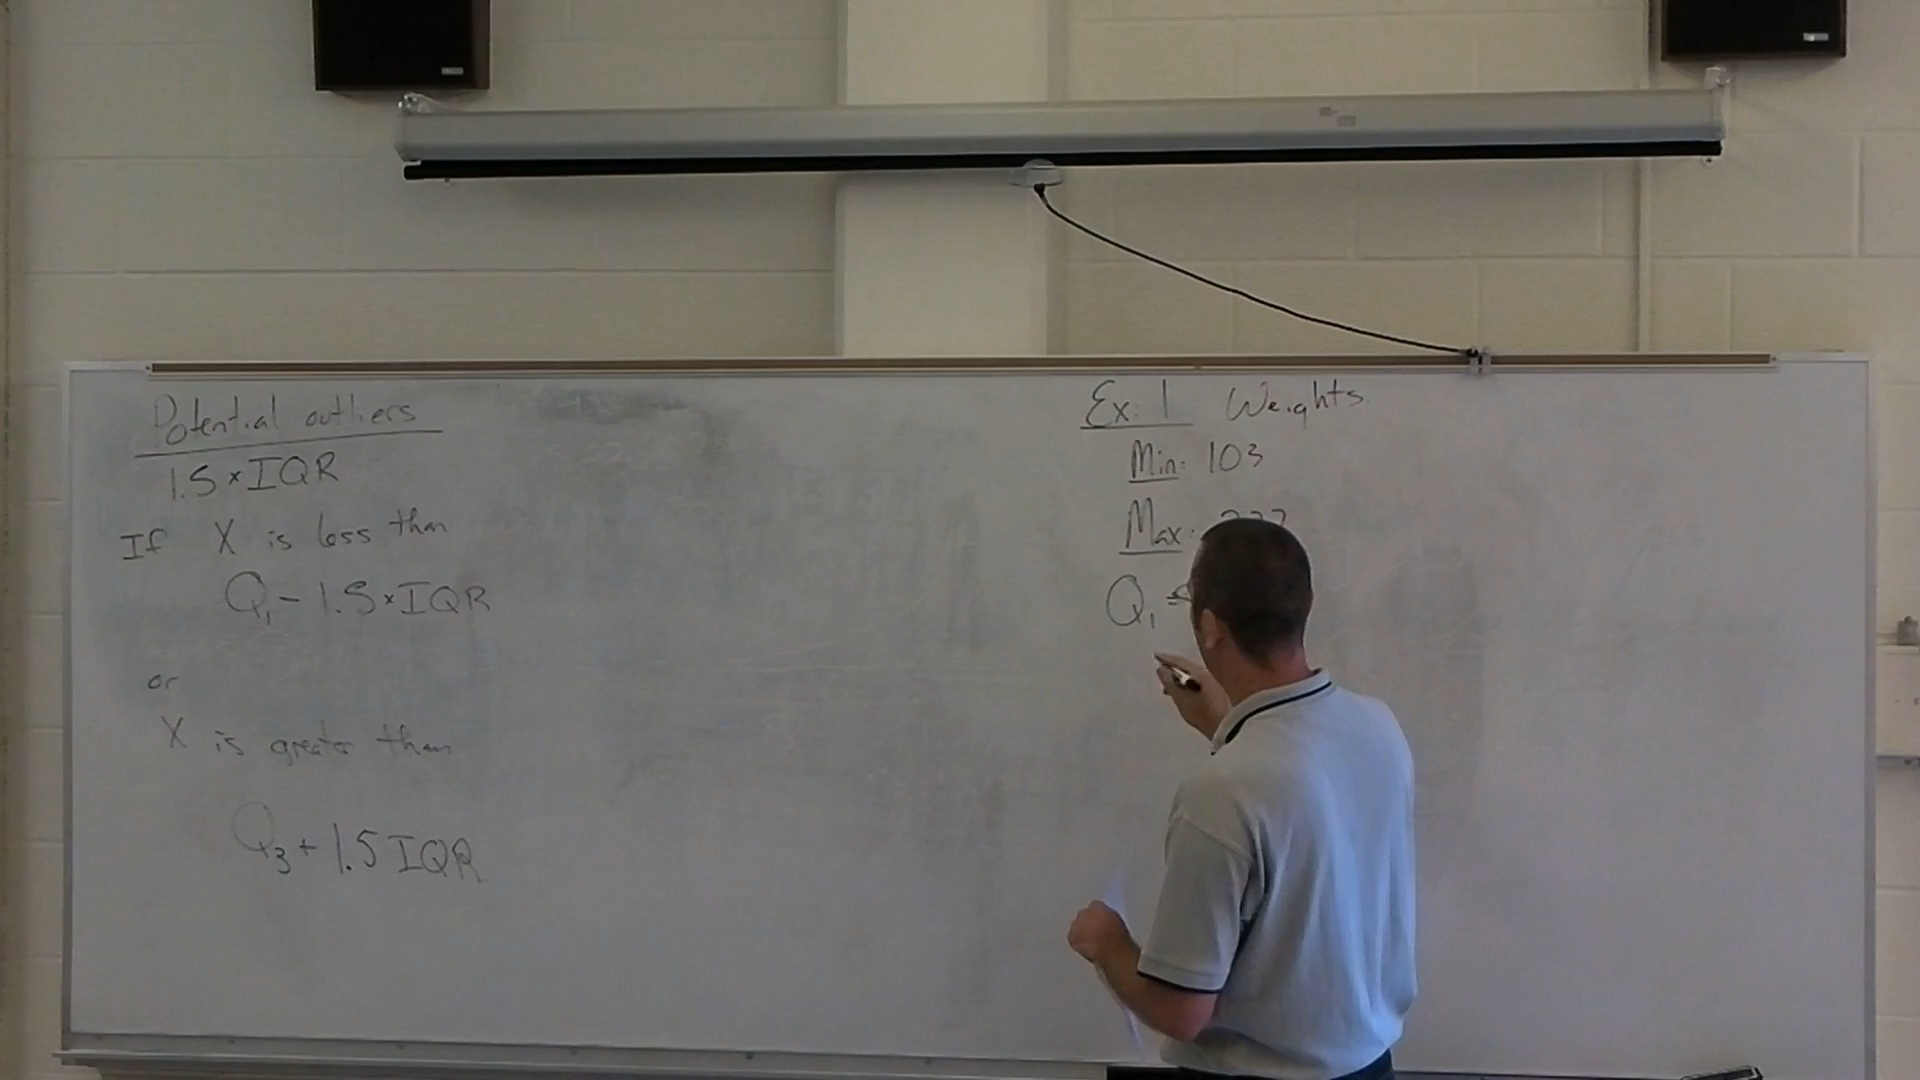 Potential outliers
1.5 × IQR
If X is less than
Q₁ - 1.5 × IQR
or
X is greater than
Q₃ + 1.5 IQR
Ex. 1 Weights
Min: 103
Max:
Q₁ =